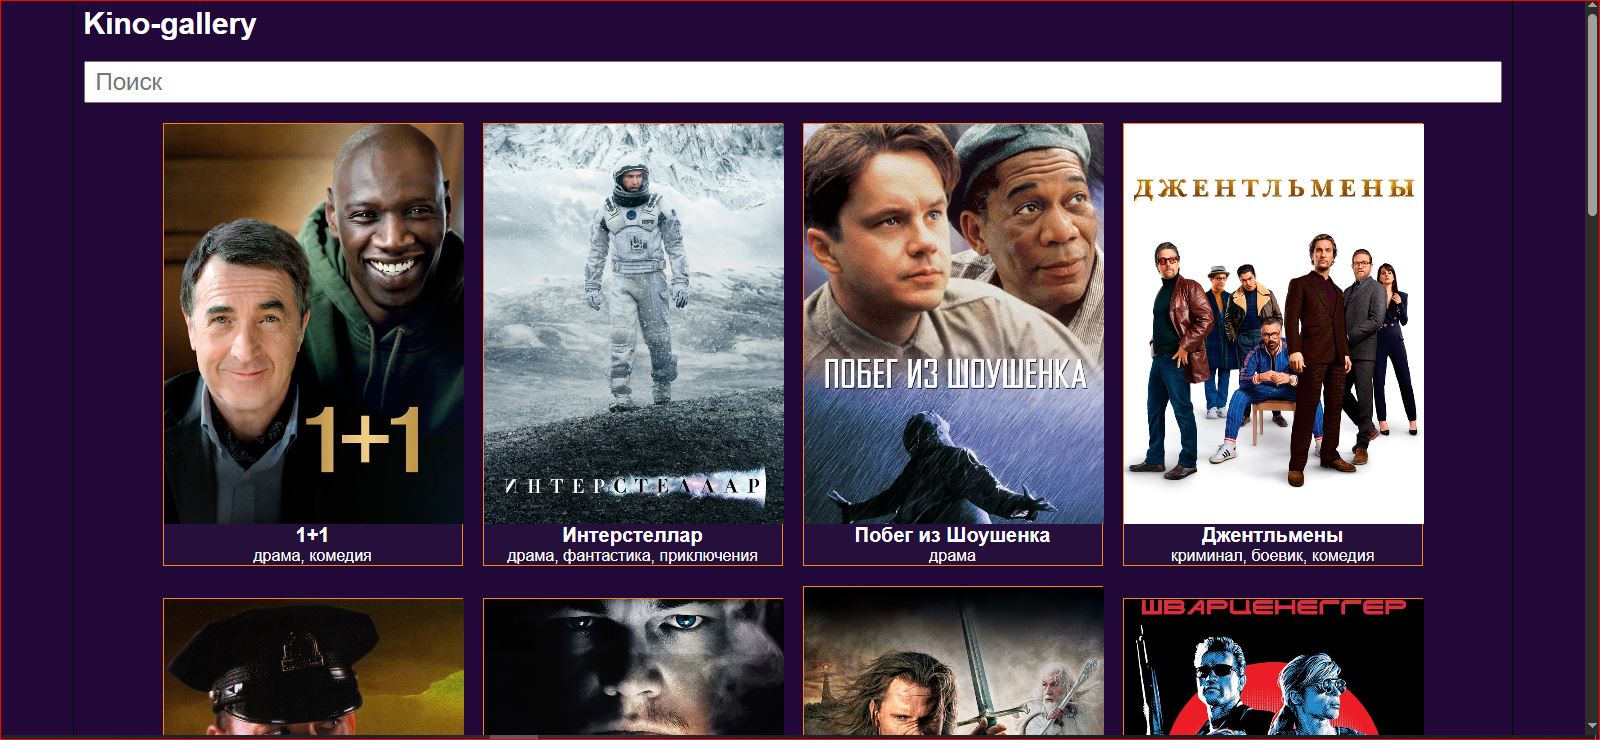 Kino-gallery
Поиск
1+1
ИНТЕРСТЕЛЛАР
ПОБЕГ ИЗ ШОУШЕНКА
ДЖЕНТЛЬМЕНЫ
1+1
драма, комедия
Интерстеллар
драма, фантастика, приключения
Побег из Шоушенка
драма
Джентльмены
криминал, боевик, комедия
ШВАРЦЕНЕГГЕР